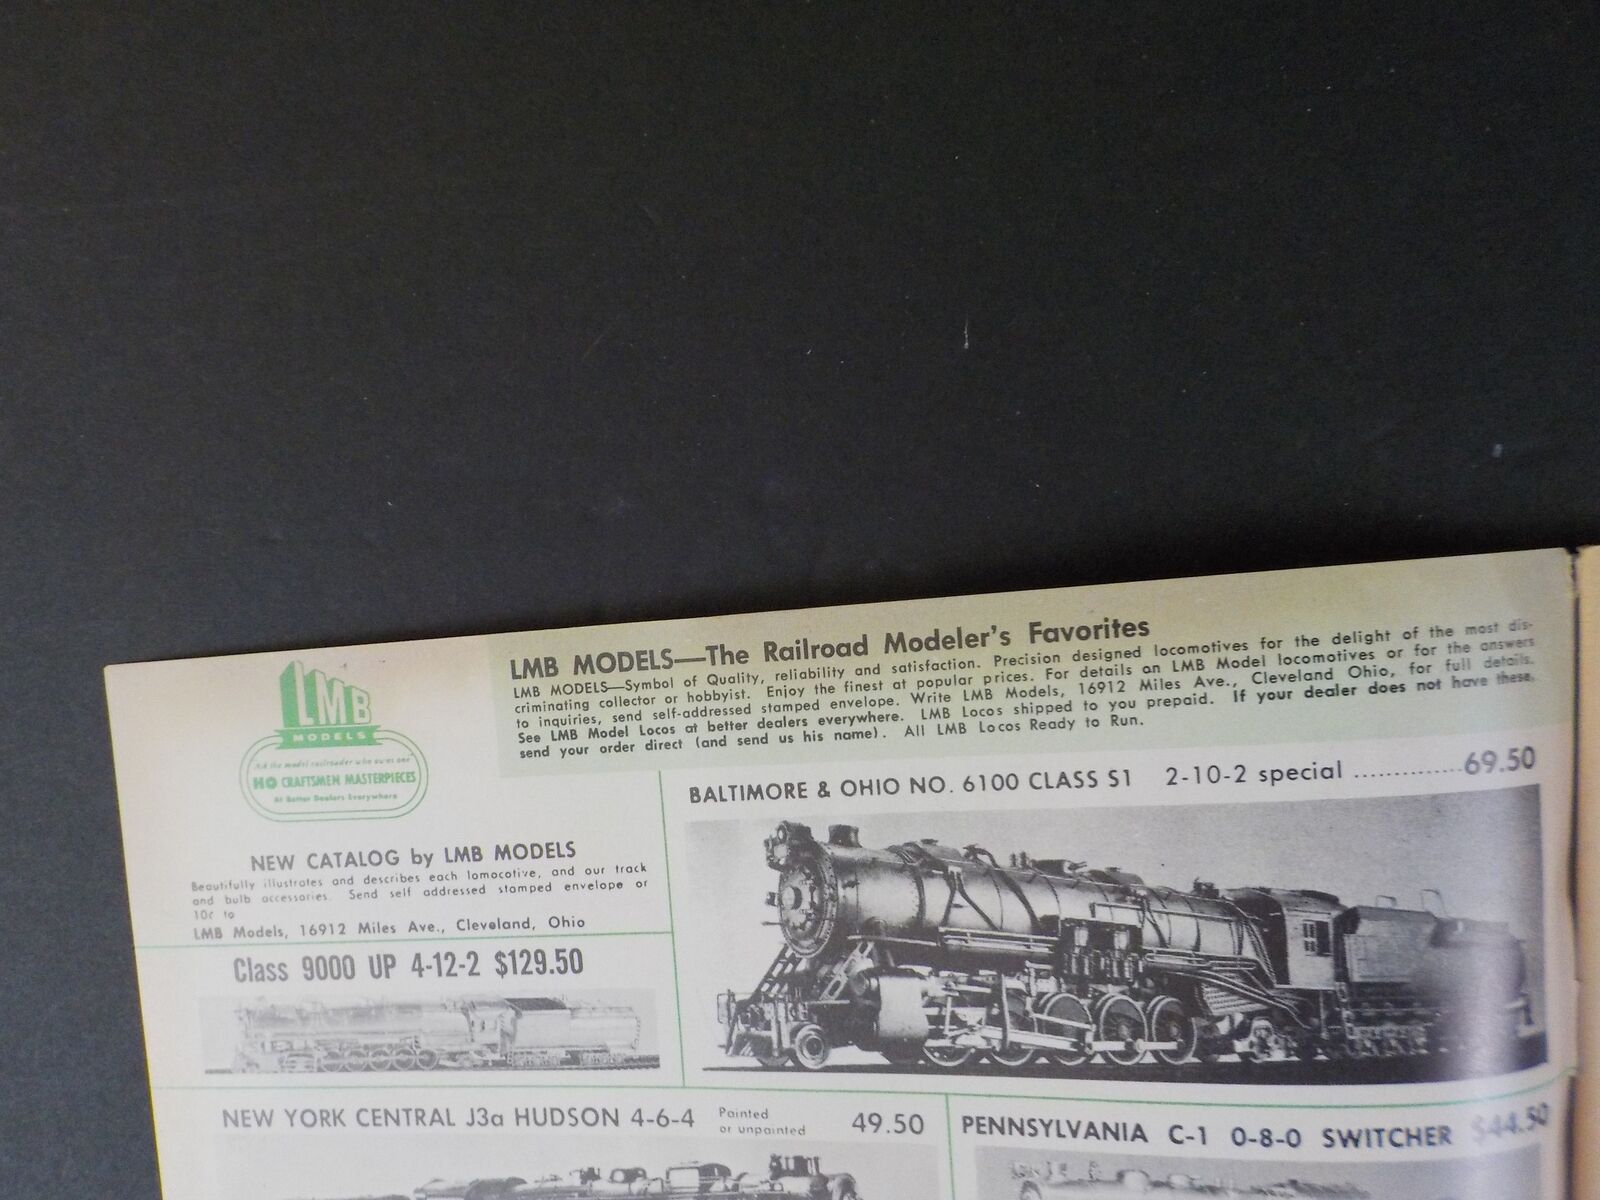 LMB
MODELS
Ask the model railroader who owns one
HO CRAFTSMEN MASTERPIECES
At Better Dealers Everywhere
LMB MODELS—The Railroad Modeler's Favorites
LMB MODELS—Symbol of Quality, reliability and satisfaction. Precision designed locomotives for the delight of the most dis-
criminating collector or hobbyist. Enjoy the finest at popular prices. For details on LMB Model locomotives or for the answers
to inquiries, send self-addressed stamped envelope. Write LMB Models, 16912 Miles Ave., Cleveland Ohio, for full details.
See LMB Model Locos at better dealers everywhere. LMB Locos shipped to you prepaid. If your dealer does not have these,
send your order direct (and send us his name). All LMB Locos Ready to Run.
NEW CATALOG by LMB MODELS
Beautifully illustrates and describes each lomocotive, and our track
and bulb accessories. Send self addressed stamped envelope or
10¢ to
LMB Models, 16912 Miles Ave., Cleveland, Ohio
BALTIMORE & OHIO NO. 6100 CLASS S1 2-10-2 special ..............69.50
Class 9000 UP 4-12-2 $129.50
NEW YORK CENTRAL J3a HUDSON 4-6-4 Painted
or unpainted 49.50
PENNSYLVANIA C-1 0-8-0 SWITCHER $44.50